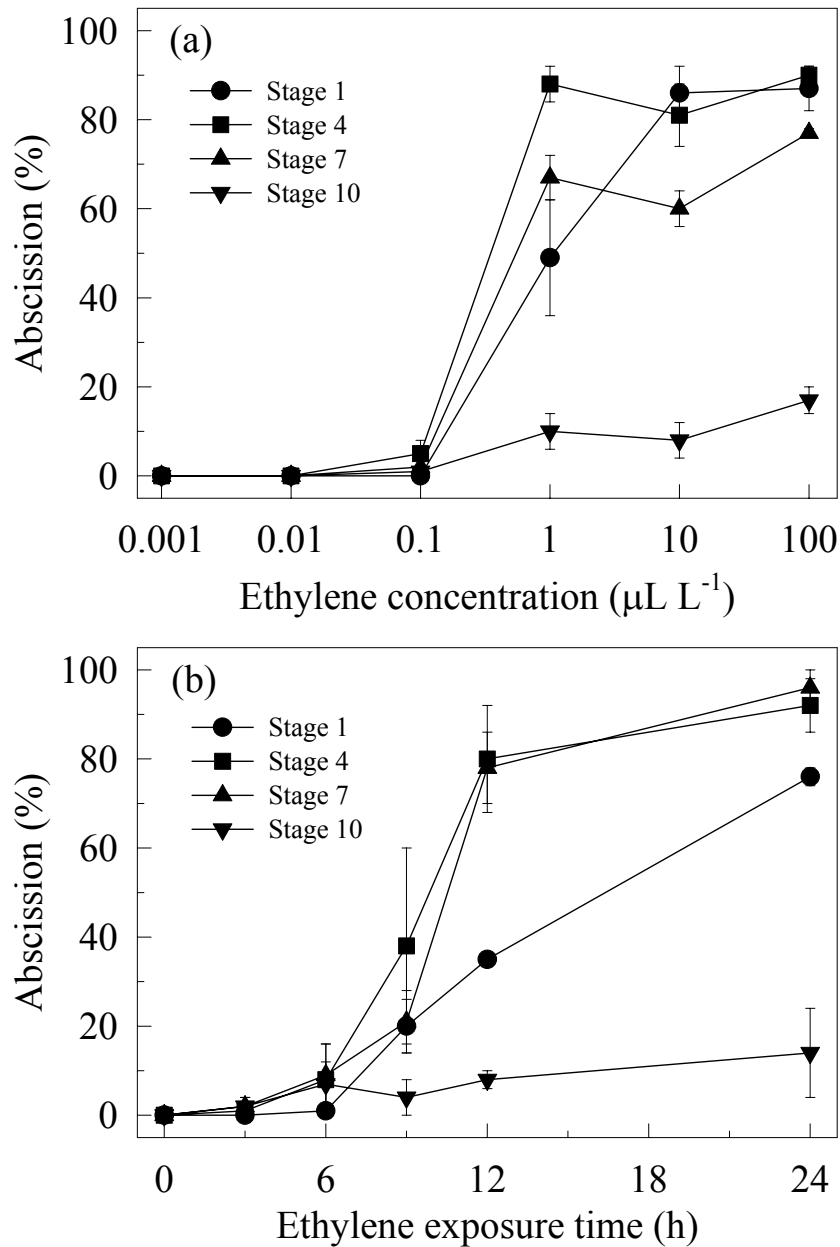 (a)
100
80
60
40
20
0
Abscission (%)
Stage 1
Stage 4
Stage 7
Stage 10
0.001 0.01 0.1 1 10 100
Ethylene concentration (μL L⁻¹)
(b)
100
80
60
40
20
0
Abscission (%)
Stage 1
Stage 4
Stage 7
Stage 10
0 6 12 18 24
Ethylene exposure time (h)